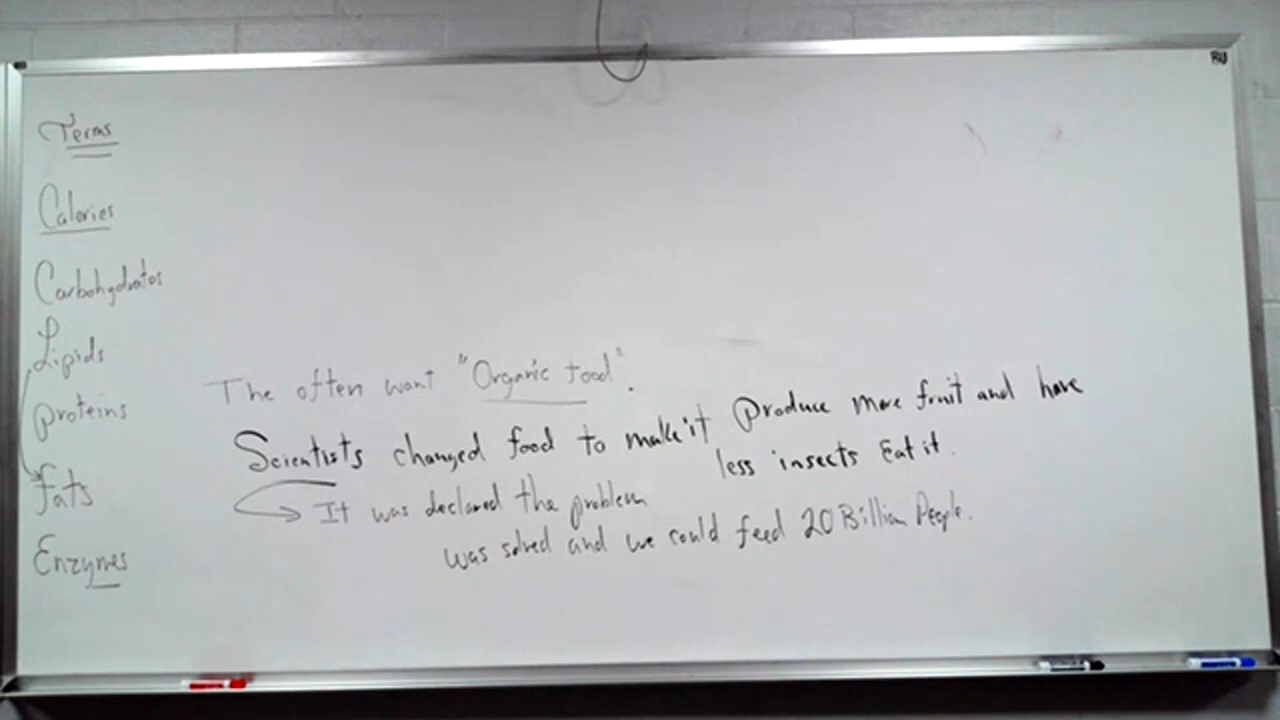 BU
Terms
Calories
Carbohydrates
Lipids
proteins
fats
Enzymes
The often want "Organic food".
Scientists changed food to make it produce more fruit and have
less insects Eat it.
It was declared the problem
was solved and we could feed 20 Billion People.